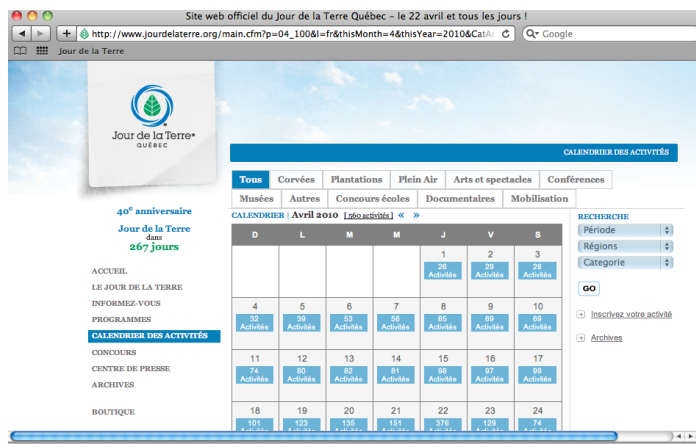 Site web officiel du Jour de la Terre Québec – le 22 avril et tous les jours !
http://www.jourdelaterre.org/main.cfm?p=04_100&l=fr&thisMonth=4&thisYear=2010&CatAc
Google
Jour de la Terre
Jour de la Terre
QUÉBEC
CALENDRIER DES ACTIVITÉS
Tous Corvées Plantations Plein Air Arts et spectacles Conférences
Musées Autres Concours écoles Documentaires Mobilisation
40e anniversaire
Jour de la Terre
dans
267 jours
ACCUEIL
LE JOUR DE LA TERRE
INFORMEZ-VOUS
PROGRAMMES
CALENDRIER DES ACTIVITÉS
CONCOURS
CENTRE DE PRESSE
ARCHIVES
BOUTIQUE
CALENDRIER | Avril 2010 [ 560 activités ] « »
D L M M J V S
1 2 3
26 29 28
Activités Activités Activités
4 5 6 7 8 9 10
32 39 53 56 65 69 69
Activités Activités Activités Activités Activités Activités Activités
11 12 13 14 15 16 17
74 80 82 81 98 97 99
Activités Activités Activités Activités Activités Activités Activités
18 19 20 21 22 23 24
101 123 135 151 376 129 74
Activités Activités Activités Activités Activités Activités Activités
RECHERCHE
Période
Régions
Categorie
GO
Inscrivez votre activité
Archives